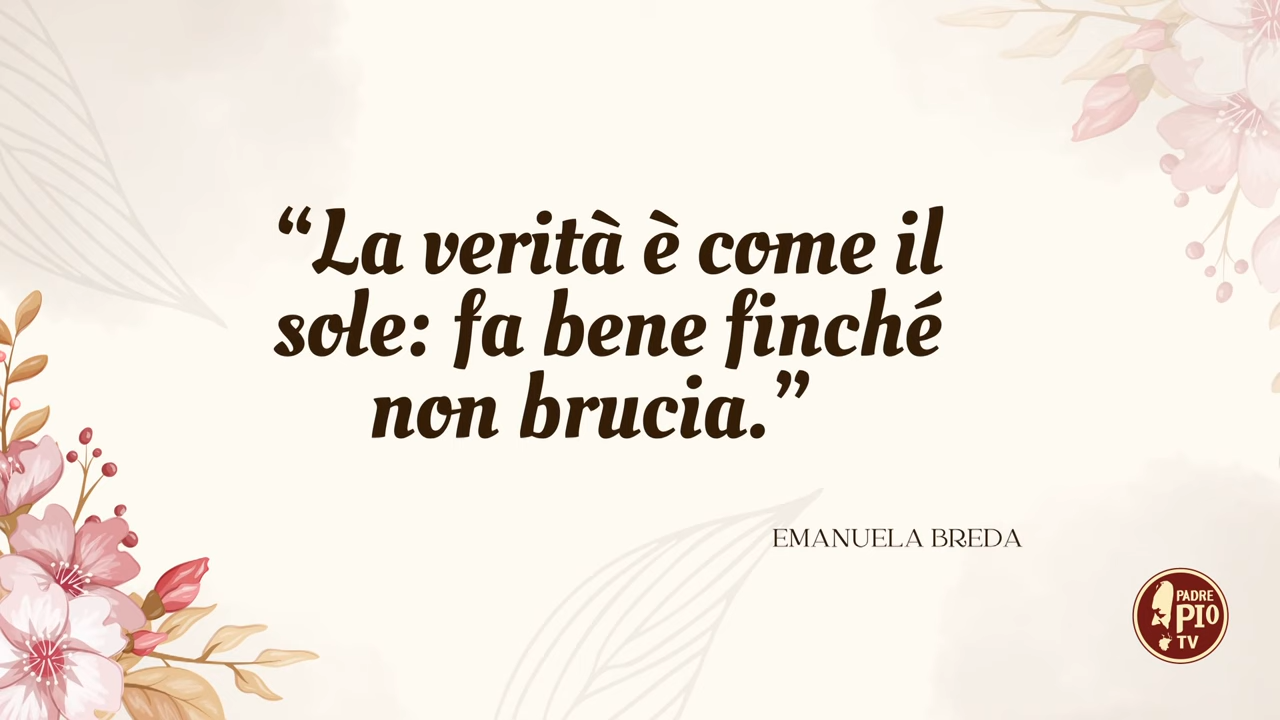 “La verità è come il
sole: fa bene finché
non brucia.”
EMANUELA BREDA
PADRE
PIO
TV